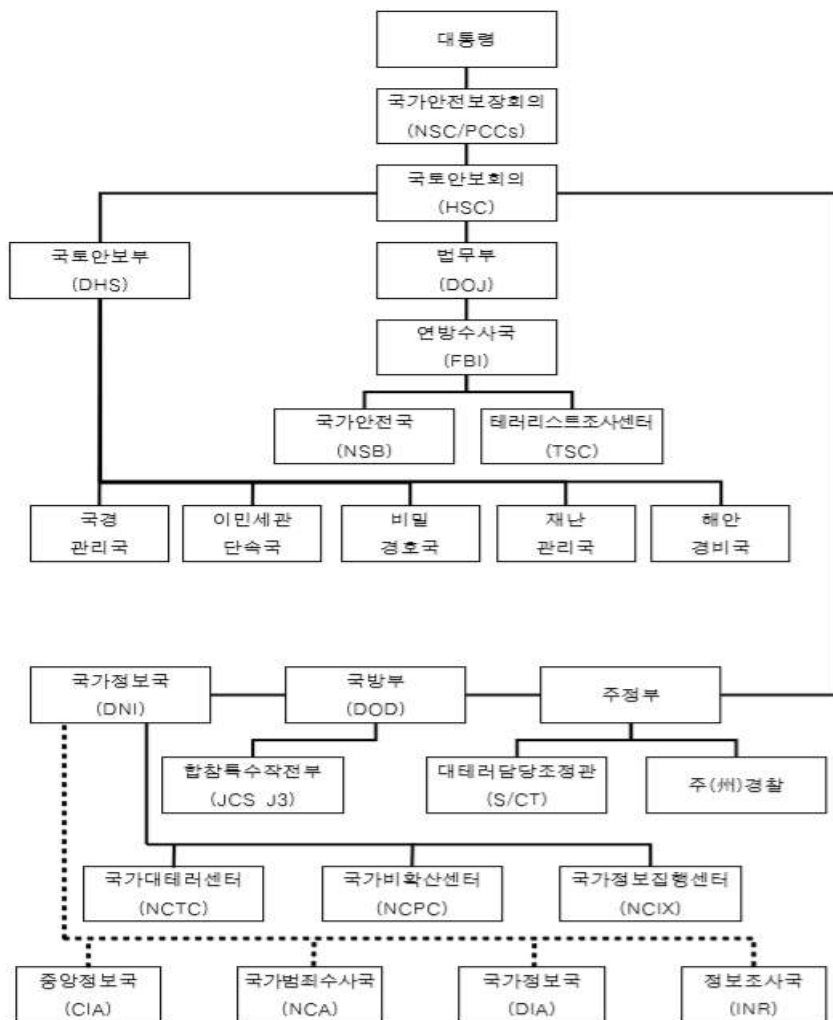 대통령
국가안전보장회의
(NSC/PCCs)
국토안보회의
(HSC)
국토안보부
(DHS)
법무부
(DOJ)
연방수사국
(FBI)
국가안전국
(NSB)
테러리스트조사센터
(TSC)
국경
관리국
이민세관
단속국
비밀
경호국
재난
관리국
해안
경비국
국가정보국
(DNI)
국방부
(DOD)
주정부
합참특수작전부
(JCS J3)
대테러담당조정관
(S/CT)
주(州)경찰
국가대테러센터
(NCTC)
국가비확산센터
(NCPC)
국가정보집행센터
(NCIX)
중앙정보국
(CIA)
국가범죄수사국
(NCA)
국가정보국
(DIA)
정보조사국
(INR)